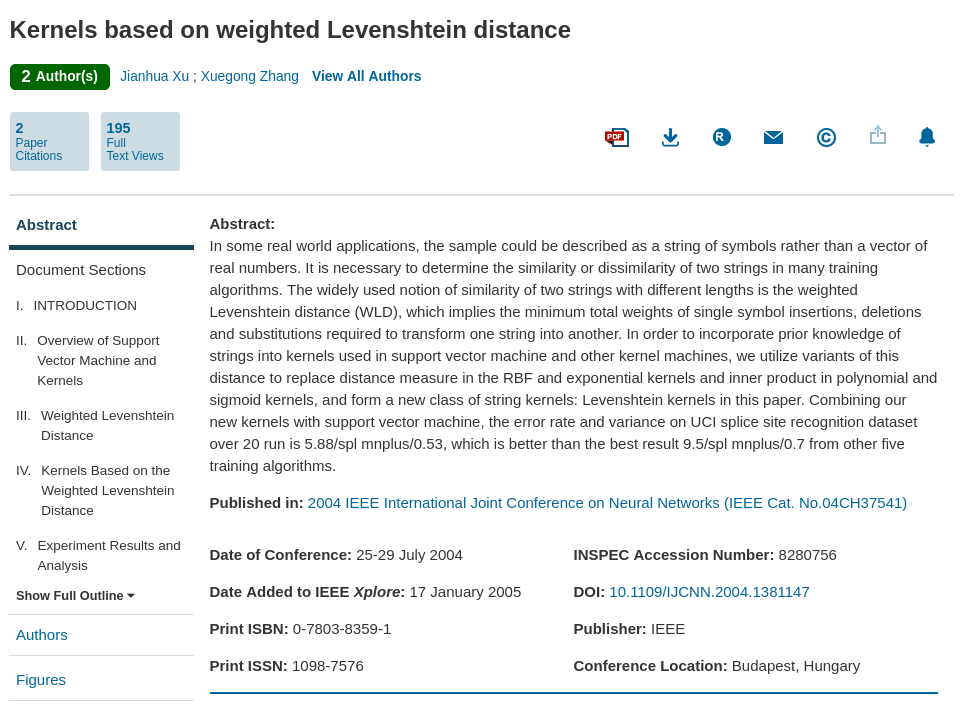 Kernels based on weighted Levenshtein distance
2 Author(s) Jianhua Xu ; Xuegong Zhang View All Authors
2
Paper
Citations
195
Full
Text Views
PDF
R
C
Abstract
Document Sections
I. INTRODUCTION
II. Overview of Support
Vector Machine and
Kernels
III. Weighted Levenshtein
Distance
IV. Kernels Based on the
Weighted Levenshtein
Distance
V. Experiment Results and
Analysis
Show Full Outline
Authors
Figures
Abstract:
In some real world applications, the sample could be described as a string of symbols rather than a vector of
real numbers. It is necessary to determine the similarity or dissimilarity of two strings in many training
algorithms. The widely used notion of similarity of two strings with different lengths is the weighted
Levenshtein distance (WLD), which implies the minimum total weights of single symbol insertions, deletions
and substitutions required to transform one string into another. In order to incorporate prior knowledge of
strings into kernels used in support vector machine and other kernel machines, we utilize variants of this
distance to replace distance measure in the RBF and exponential kernels and inner product in polynomial and
sigmoid kernels, and form a new class of string kernels: Levenshtein kernels in this paper. Combining our
new kernels with support vector machine, the error rate and variance on UCI splice site recognition dataset
over 20 run is 5.88/spl mnplus/0.53, which is better than the best result 9.5/spl mnplus/0.7 from other five
training algorithms.
Published in: 2004 IEEE International Joint Conference on Neural Networks (IEEE Cat. No.04CH37541)
Date of Conference: 25-29 July 2004
Date Added to IEEE Xplore: 17 January 2005
Print ISBN: 0-7803-8359-1
Print ISSN: 1098-7576
INSPEC Accession Number: 8280756
DOI: 10.1109/IJCNN.2004.1381147
Publisher: IEEE
Conference Location: Budapest, Hungary